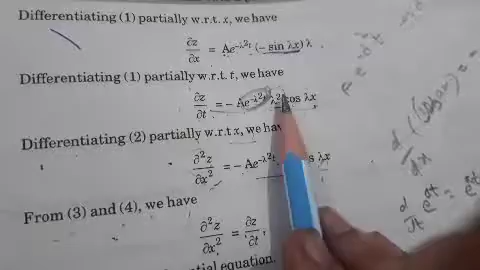 Differentiating (1) partially w.r.t. x, we have
∂z/∂x = Ae^{-λ²t} (− sin λx) λ
Differentiating (1) partially w.r.t. t, we have
∂z/∂t = − Ae^{-λ²t} λ² cos λx
Differentiating (2) partially w.r.t x, we have
∂²z/∂x² = − Ae^{-λ²t} λx
From (3) and (4), we have
∂²z/∂x² = ∂z/∂t,
equation.
d/dx
d/dt